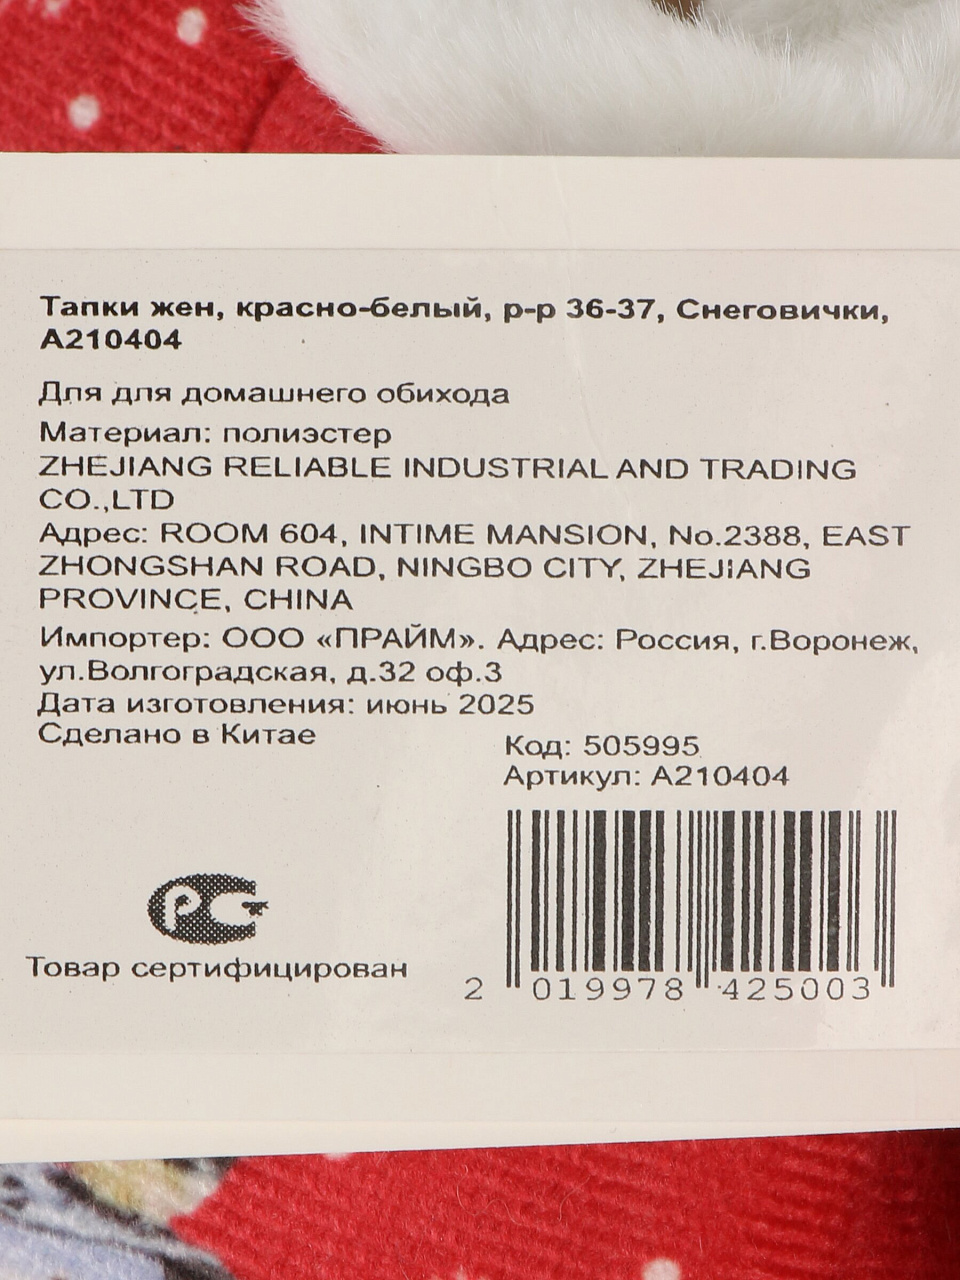 Тапки жен, красно-белый, р-р 36-37, Снеговички,
А210404
Для для домашнего обихода
Материал: полиэстер
ZHEJIANG RELIABLE INDUSTRIAL AND TRADING
CO.,LTD
Адрес: ROOM 604, INTIME MANSION, No.2388, EAST
ZHONGSHAN ROAD, NINGBO CITY, ZHEJIANG
PROVINCE, CHINA
Импортер: ООО «ПРАЙМ». Адрес: Россия, г.Воронеж,
ул.Волгоградская, д.32 оф.3
Дата изготовления: июнь 2025
Сделано в Китае
Код: 505995
Артикул: А210404
РСТ
Товар сертифицирован
2 019978 425003